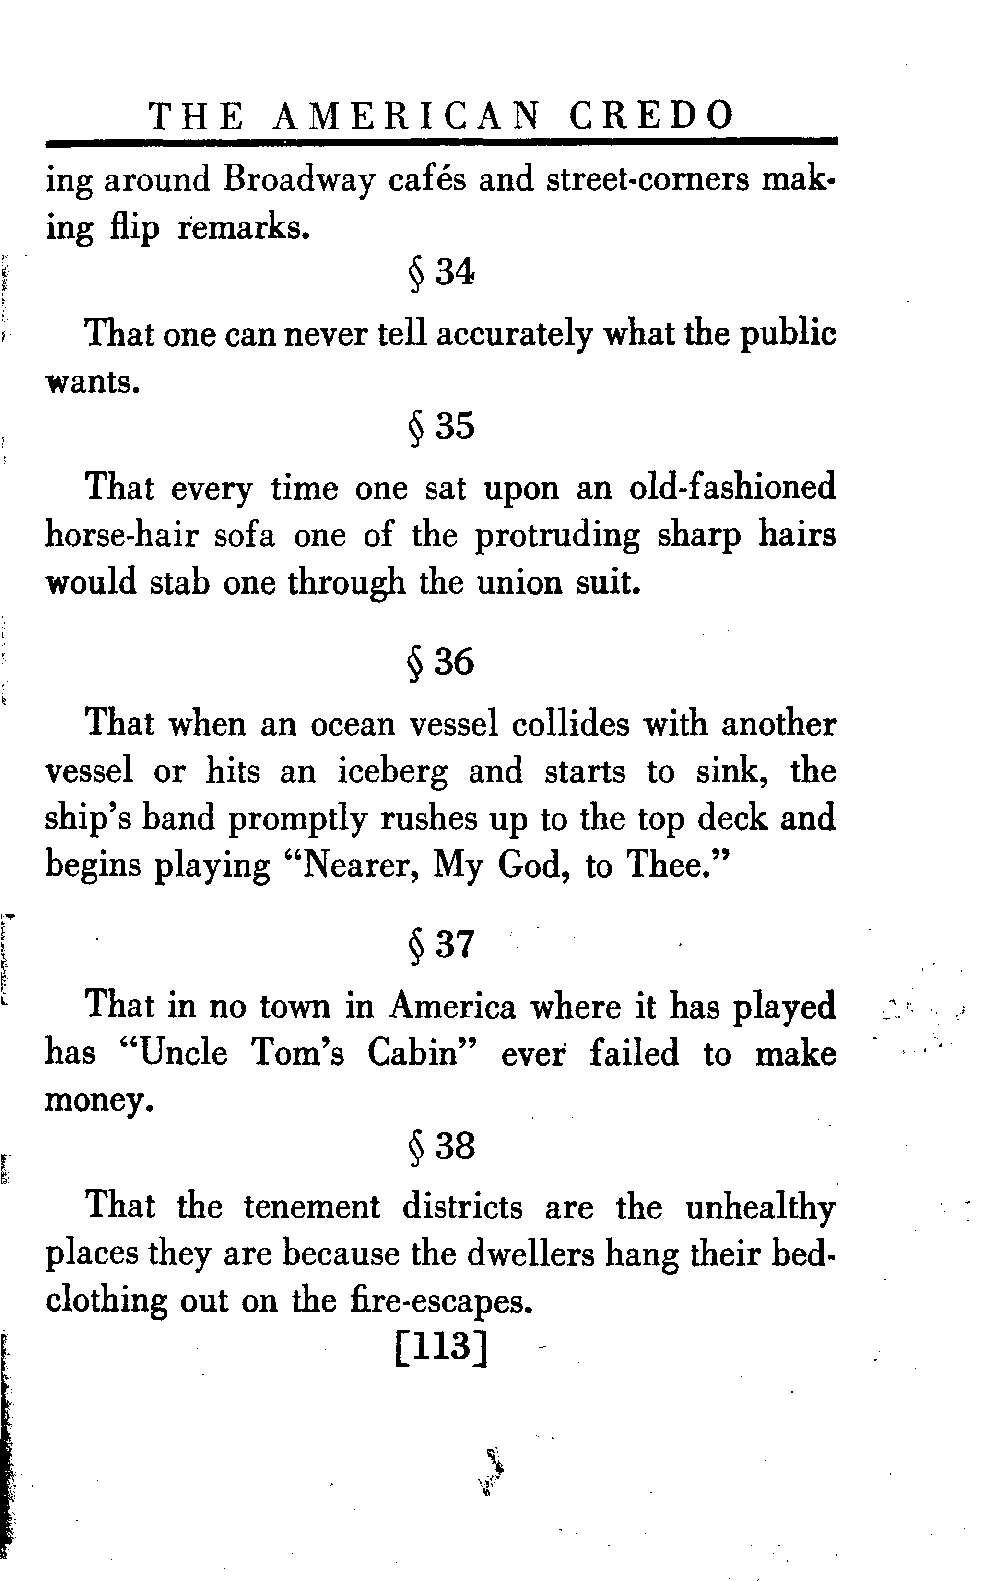 THE AMERICAN CREDO
ing around Broadway cafés and street-corners mak-
ing flip remarks.
§ 34
That one can never tell accurately what the public
wants.
§ 35
That every time one sat upon an old-fashioned
horse-hair sofa one of the protruding sharp hairs
would stab one through the union suit.
§ 36
That when an ocean vessel collides with another
vessel or hits an iceberg and starts to sink, the
ship's band promptly rushes up to the top deck and
begins playing “Nearer, My God, to Thee.”
§ 37
That in no town in America where it has played
has “Uncle Tom's Cabin” ever failed to make
money.
§ 38
That the tenement districts are the unhealthy
places they are because the dwellers hang their bed-
clothing out on the fire-escapes.
[113]